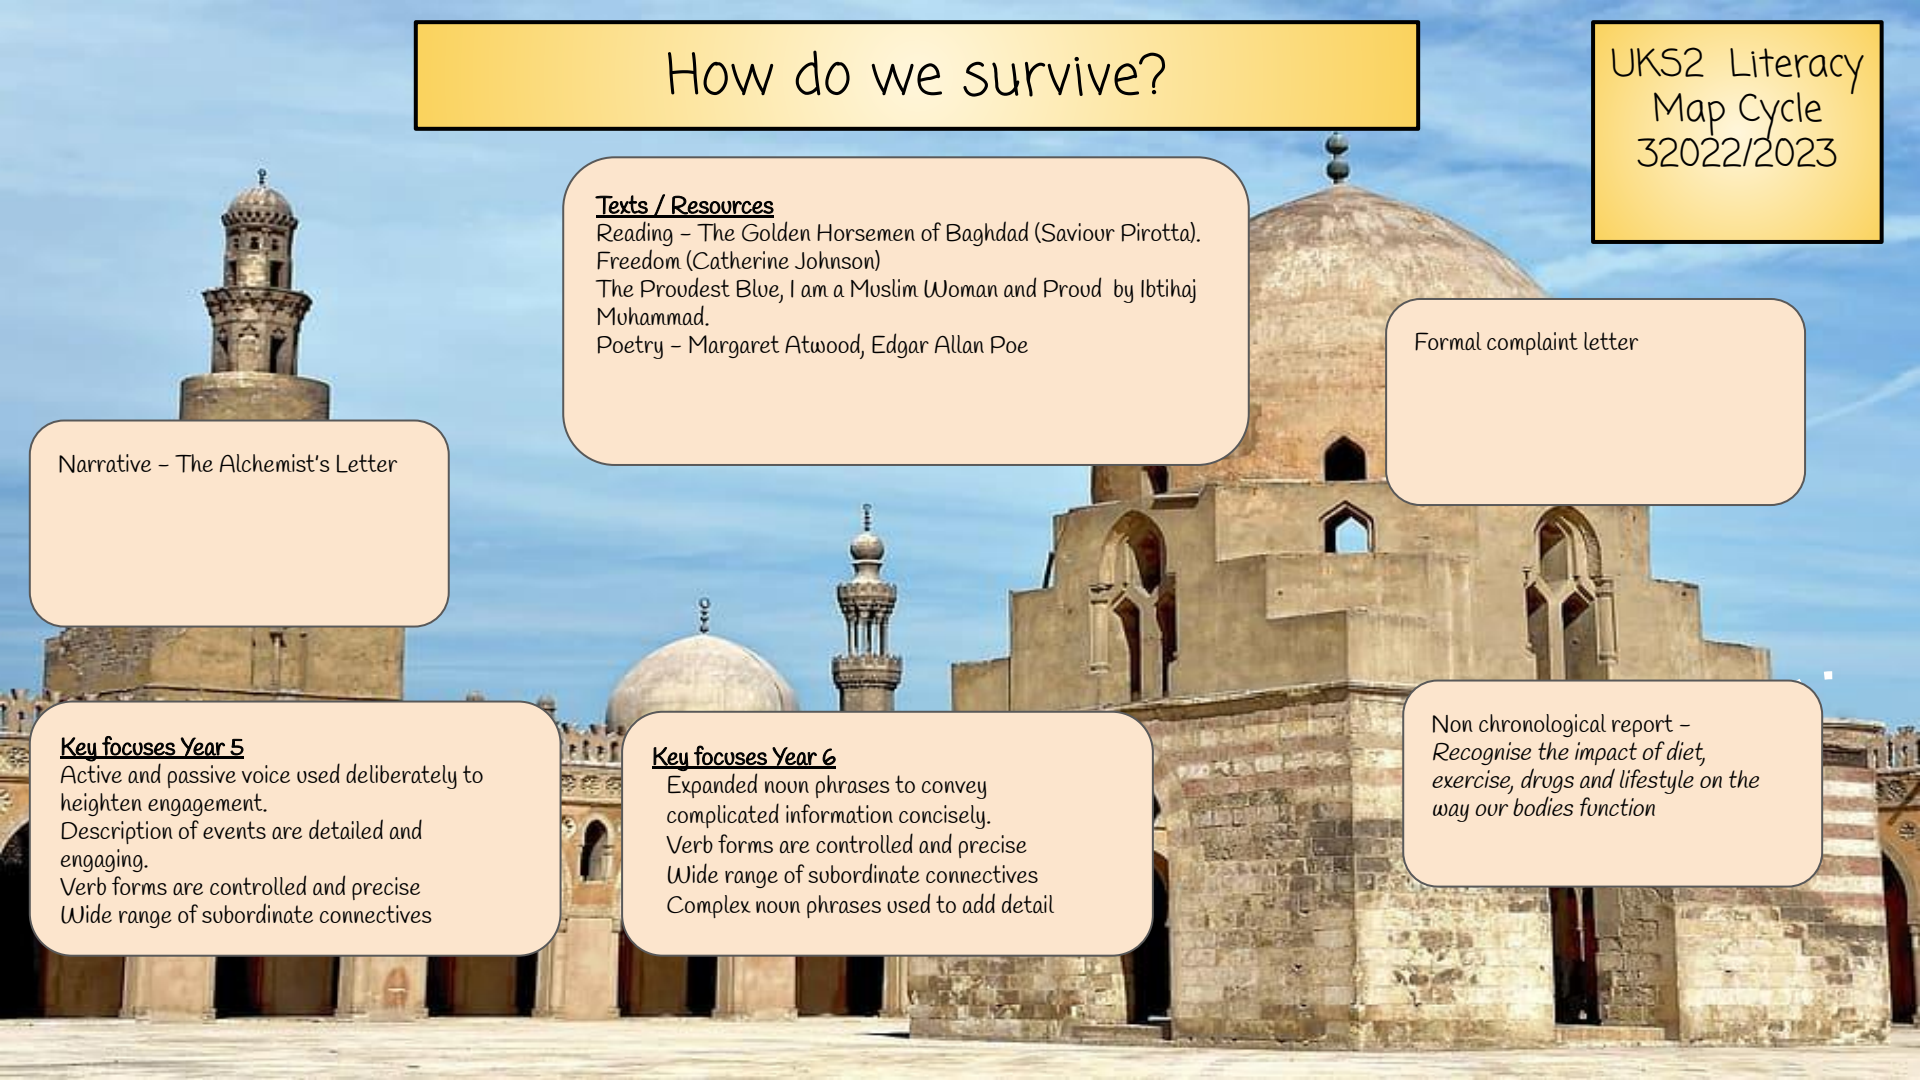 How do we survive?
UKS2 Literacy
Map Cycle
32022/2023
Texts / Resources
Reading - The Golden Horsemen of Baghdad (Saviour Pirotta).
Freedom (Catherine Johnson)
The Proudest Blue, I am a Muslim Woman and Proud by Ibtihaj
Muhammad.
Poetry - Margaret Atwood, Edgar Allan Poe
Formal complaint letter
Narrative - The Alchemist's Letter
Key focuses Year 5
Active and passive voice used deliberately to
heighten engagement.
Description of events are detailed and
engaging.
Verb forms are controlled and precise
Wide range of subordinate connectives
Key focuses Year 6
Expanded noun phrases to convey
complicated information concisely.
Verb forms are controlled and precise
Wide range of subordinate connectives
Complex noun phrases used to add detail
Non chronological report -
Recognise the impact of diet,
exercise, drugs and lifestyle on the
way our bodies function